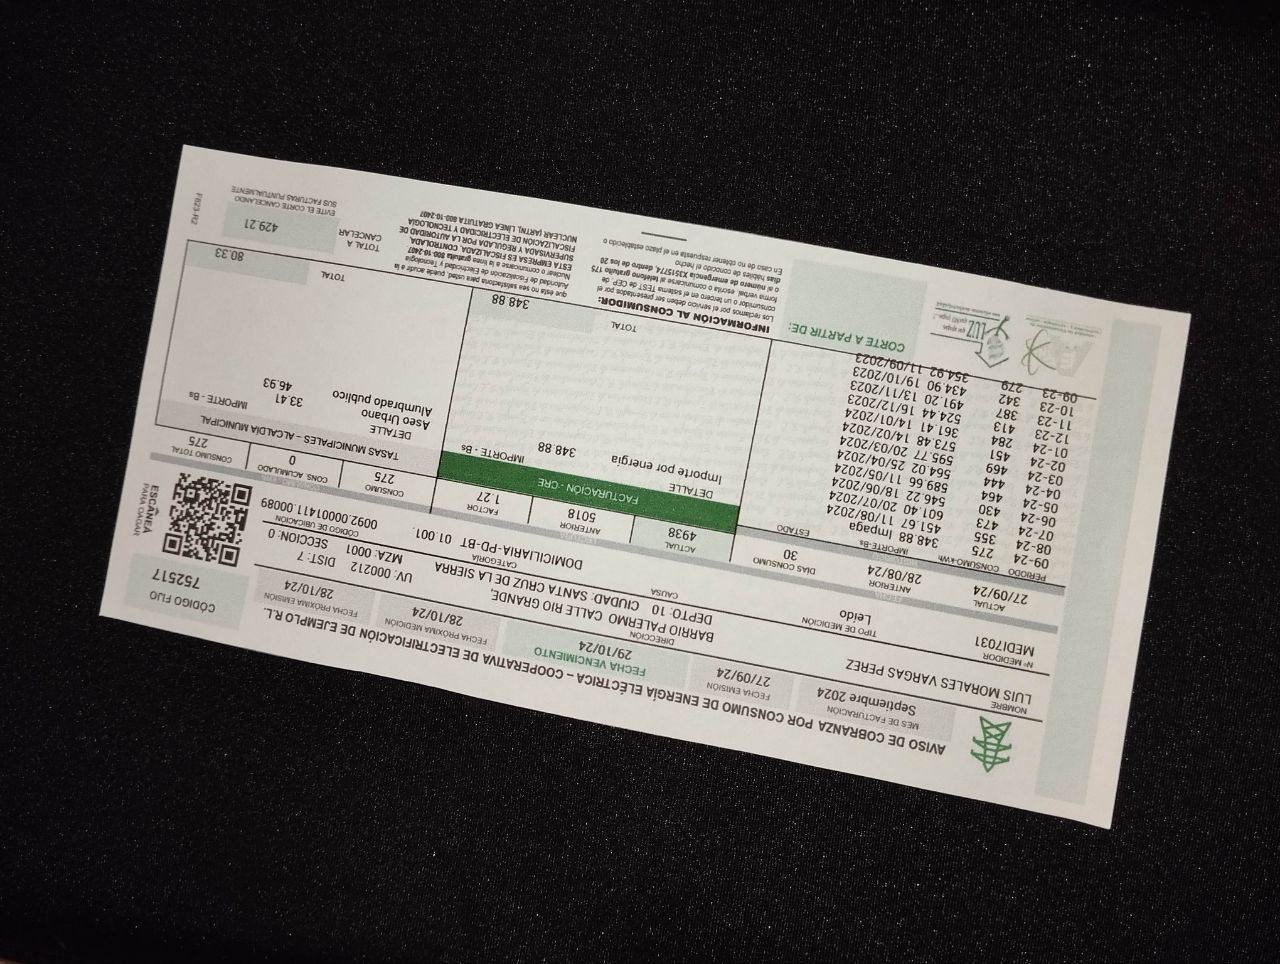 AVISO DE COBRANZA POR CONSUMO DE ENERGÍA ELÉCTRICA – COOPERATIVA DE ELECTRIFICACIÓN DE EJEMPLO R.L.
MES DE FACTURACIÓN
Septiembre 2024
FECHA EMISIÓN
27/09/24
FECHA VENCIMIENTO
29/10/24
FECHA PRÓXIMA MEDICIÓN
28/10/24
FECHA PRÓXIMA EMISIÓN
28/10/24
CÓDIGO FIJO
752517
NOMBRE
LUIS MORALES VARGAS PEREZ
DIRECCIÓN
BARRIO PALERMO CALLE RIO GRANDE,
DEPTO: 10 CIUDAD: SANTA CRUZ DE LA SIERRA
UV: 000212 MZA: 0001 DIST: 7 SECCION: 0
Nº MEDIDOR
MEDI7031
TIPO DE MEDICIÓN
Leído
CAUSA
CATEGORÍA
DOMICILIARIA-PD-BT 01.001.
CÓDIGO DE UBICACIÓN
0092.00001411.00089
ESCANEA
PARA PAGAR
FECHA
ACTUAL
27/09/24
ANTERIOR
28/08/24
DÍAS CONSUMO
30
ACTUAL
4938
ANTERIOR
5018
FACTOR
1.27
CONSUMO
275
CONS. ACUMULADO
0
CONSUMO TOTAL
275
PERIODO CONSUMO-kWh IMPORTE-Bs ESTADO
09-24 275 348.88 Impaga
08-24 355 451.67 11/08/2024
07-24 473 601.40 20/07/2024
06-24 430 546.22 18/06/2024
05-24 464 589.66 11/05/2024
04-24 444 564.02 25/04/2024
03-24 469 595.77 20/03/2024
02-24 451 573.48 14/02/2024
01-24 284 361.41 14/01/2024
12-23 413 524.44 16/12/2023
11-23 387 491.20 13/11/2023
10-23 342 434.90 19/10/2023
09-23 279 354.92 11/09/2023
FACTURACIÓN - CRE
DETALLE IMPORTE - Bs
Importe por energía 348.88
TOTAL 348.88
TASAS MUNICIPALES – ALCALDÍA MUNICIPAL
DETALLE IMPORTE - Bs
Aseo Urbano 33.41
Alumbrado publico 46.93
TOTAL 80.33
LUZ
CORTE A PARTIR DE:
INFORMACIÓN AL CONSUMIDOR:
Los reclamos por el servicio deben ser presentados por el
consumidor o un tercero en el sistema TEST de CEP, de
forma verbal, escrita o comunicarse al teléfono gratuito 175
o al número de emergencia X3515774, dentro de los 20
días hábiles de conocido el hecho
En caso de no obtener respuesta en el plazo establecido o
que ésta no sea satisfactoria para usted, puede acudir a la
Autoridad de Fiscalización de Electricidad y Tecnología
Nuclear o comunicarse a la línea gratuita 800-10-2407
ESTA EMPRESA ES FISCALIZADA, CONTROLADA,
SUPERVISADA Y REGULADA POR LA AUTORIDAD DE
FISCALIZACIÓN DE ELECTRICIDAD Y TECNOLOGÍA
NUCLEAR (AETN), LÍNEA GRATUITA 800-10-2407
TOTAL A
CANCELAR
429.21
EVITE EL CORTE CANCELANDO
SUS FACTURAS PUNTUALMENTE
F823-R2